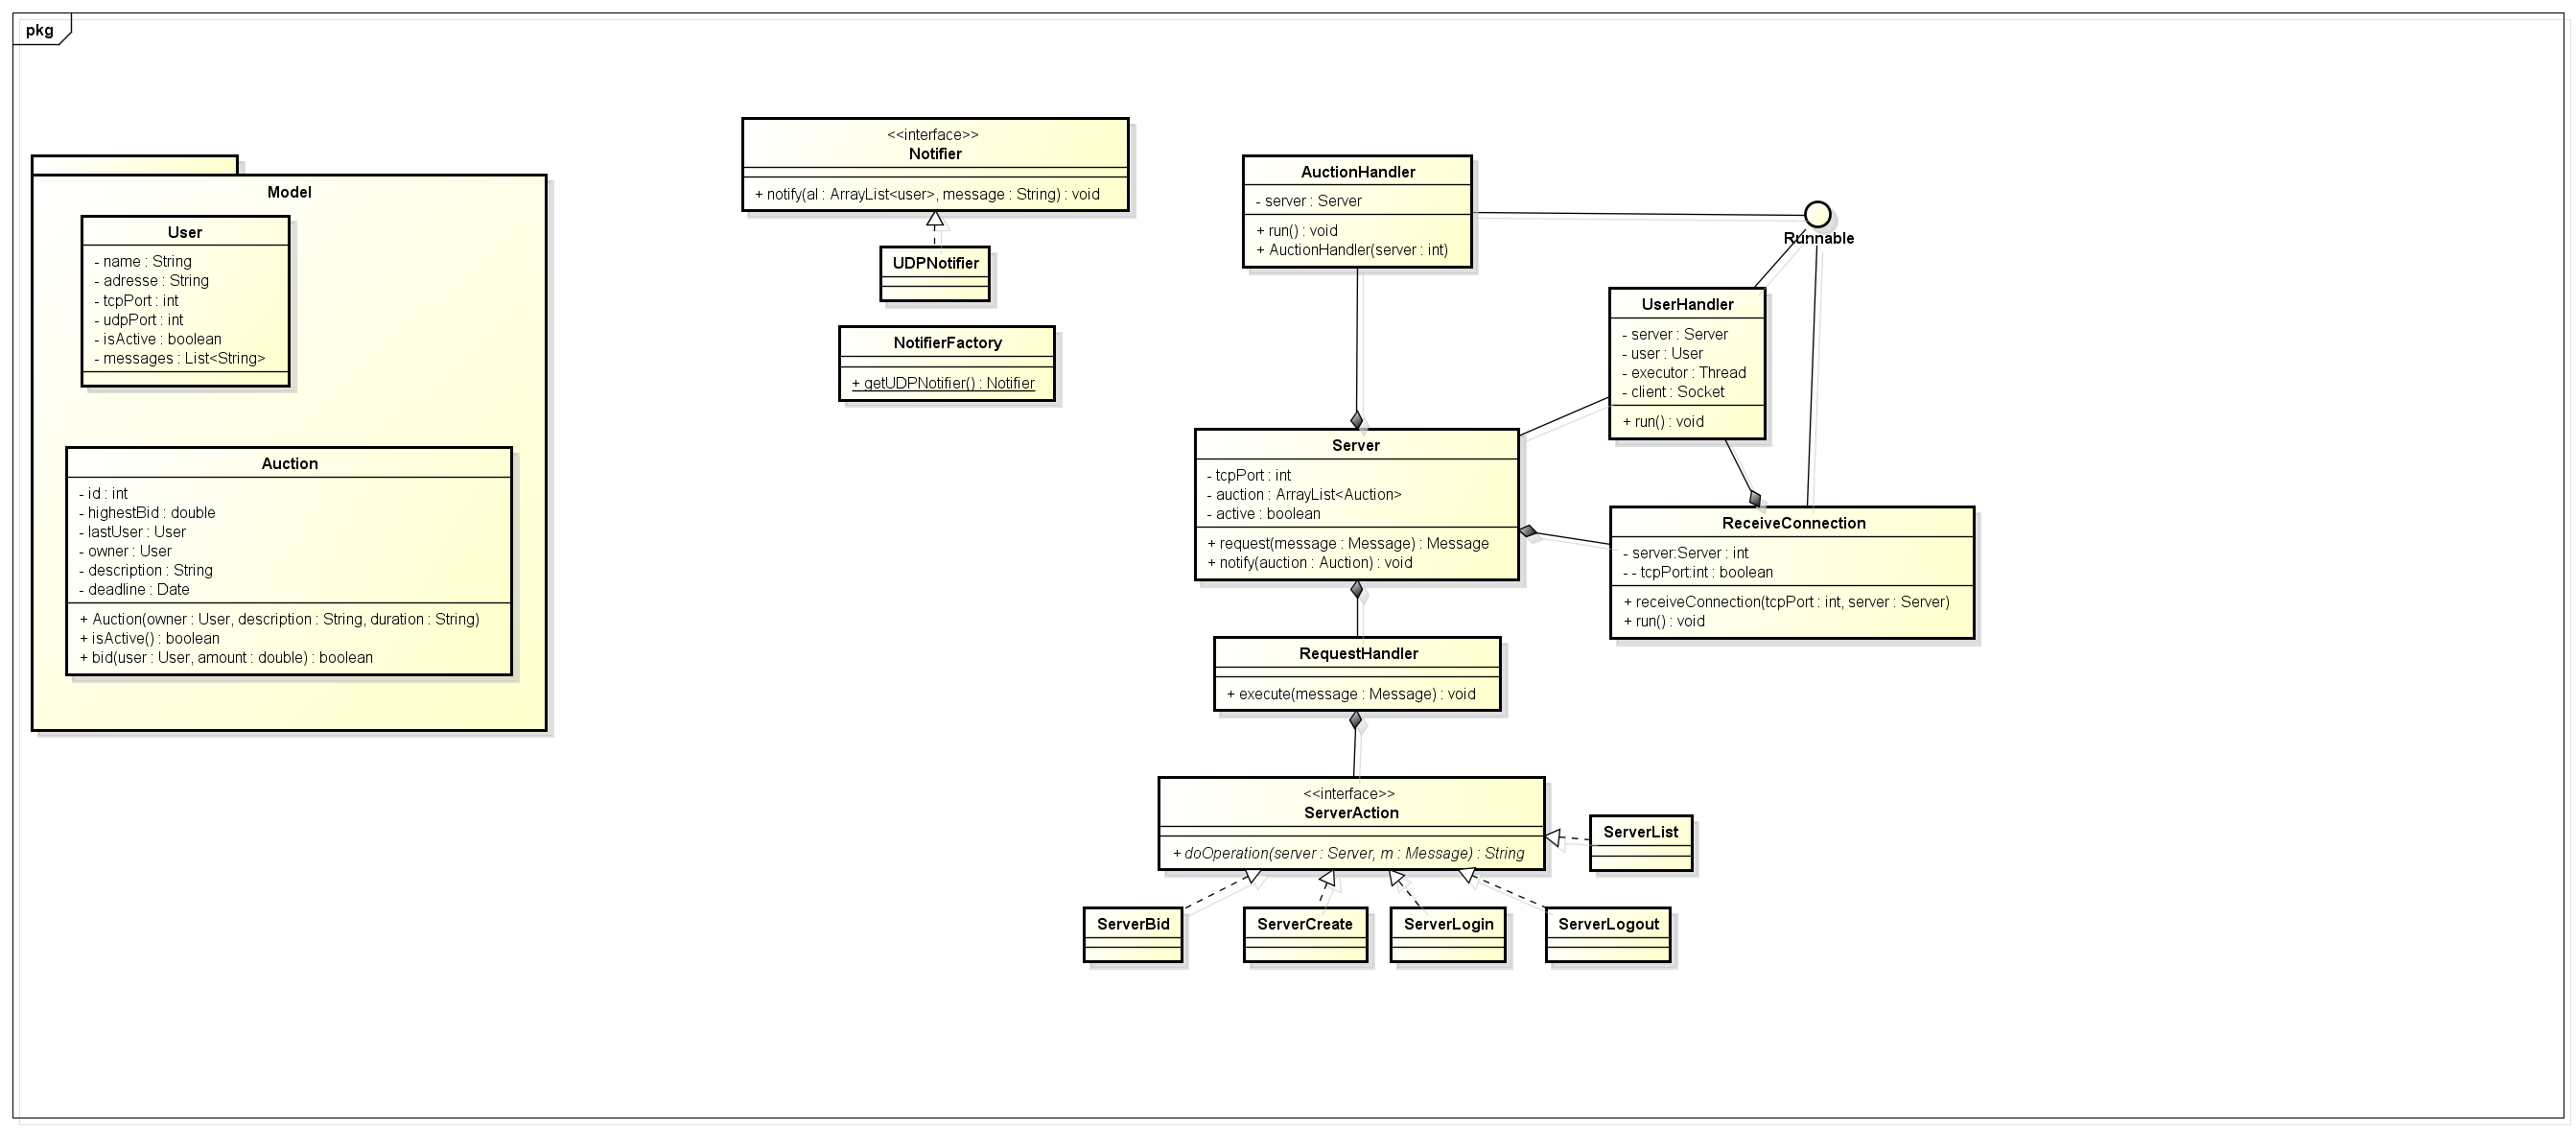 pkg
Model
User
- name : String
- adresse : String
- tcpPort : int
- udpPort : int
- isActive : boolean
- messages : List<String>
Auction
- id : int
- highestBid : double
- lastUser : User
- owner : User
- description : String
- deadline : Date
+ Auction(owner : User, description : String, duration : String)
+ isActive() : boolean
+ bid(user : User, amount : double) : boolean
<<interface>>
Notifier
+ notify(al : ArrayList<user>, message : String) : void
UDPNotifier
NotifierFactory
+ getUDPNotifier() : Notifier
AuctionHandler
- server : Server
+ run() : void
+ AuctionHandler(server : int)
Runnable
UserHandler
- server : Server
- user : User
- executor : Thread
- client : Socket
+ run() : void
Server
- tcpPort : int
- auction : ArrayList<Auction>
- active : boolean
+ request(message : Message) : Message
+ notify(auction : Auction) : void
ReceiveConnection
- server:Server : int
- - tcpPort:int : boolean
+ receiveConnection(tcpPort : int, server : Server)
+ run() : void
RequestHandler
+ execute(message : Message) : void
<<interface>>
ServerAction
+ doOperation(server : Server, m : Message) : String
ServerList
ServerBid
ServerCreate
ServerLogin
ServerLogout